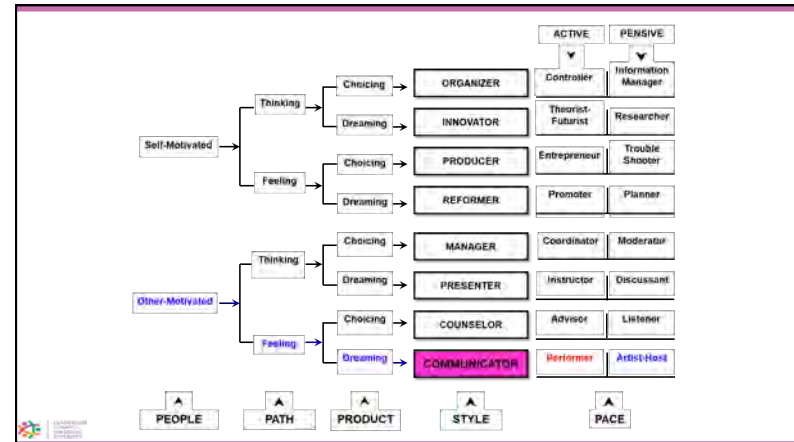 ACTIVE PENSIVE
Choicing ORGANIZER Controller Information
Manager
Thinking
Dreaming INNOVATOR Theorist-
Futurist Researcher
Self-Motivated
Choicing PRODUCER Entrepreneur Trouble
Shooter
Feeling
Dreaming REFORMER Promoter Planner
Choicing MANAGER Coordinator Moderator
Thinking
Dreaming PRESENTER Instructor Discussant
Other-Motivated
Choicing COUNSELOR Advisor Listener
Feeling
Dreaming COMMUNICATOR Performer Artist-Host
PEOPLE PATH PRODUCT STYLE PACE